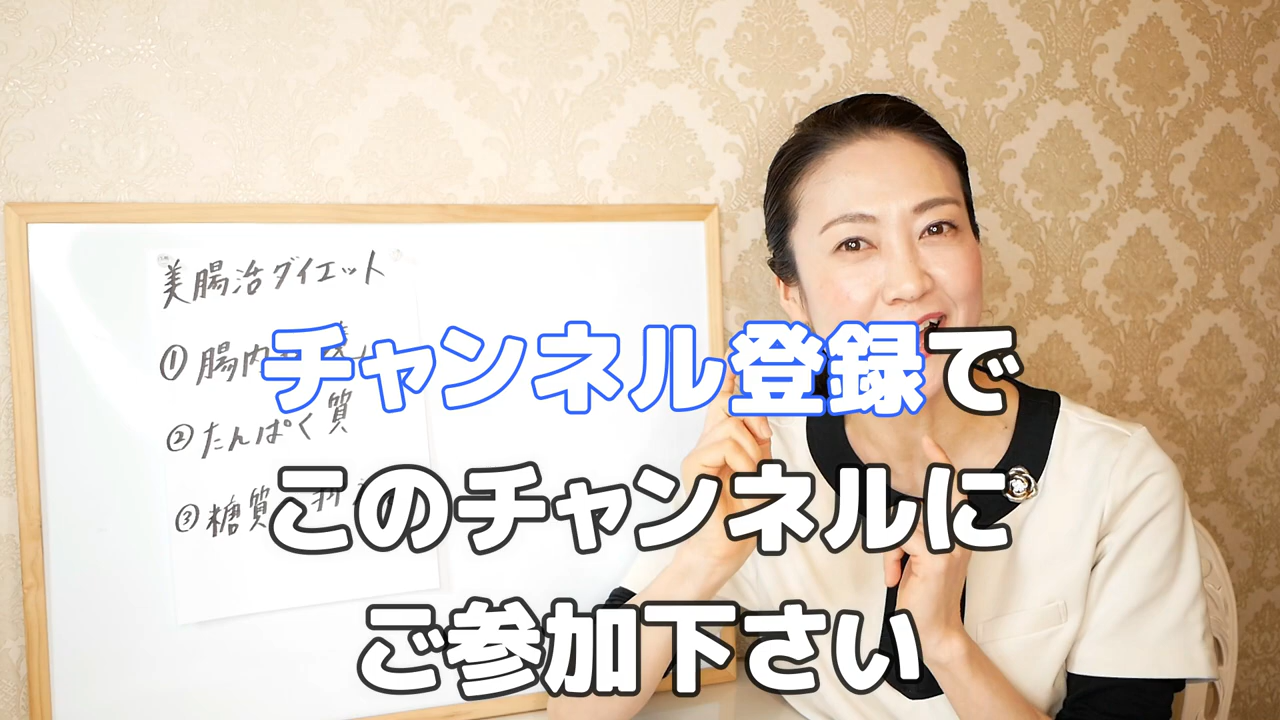 美腸治ダイエット
① 腸内
② たんぱく質
③ 糖質
チャンネル登録で
このチャンネルに
ご参加下さい